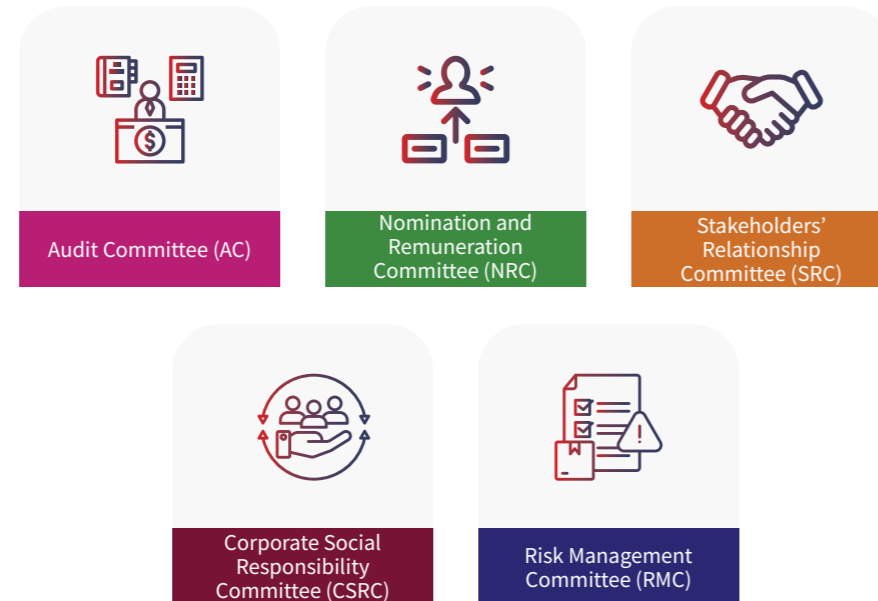 Audit Committee (AC)
Nomination and
Remuneration
Committee (NRC)
Stakeholders’
Relationship
Committee (SRC)
Corporate Social
Responsibility
Committee (CSRC)
Risk Management
Committee (RMC)